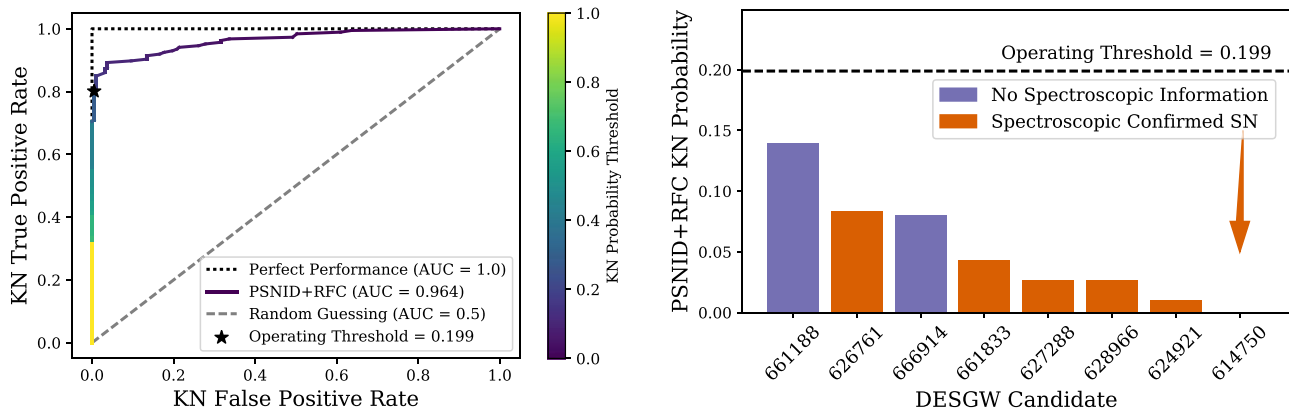 KN True Positive Rate
1.0
0.8
0.6
0.4
0.2
0.0
Perfect Performance (AUC = 1.0)
PSNID+RFC (AUC = 0.964)
Random Guessing (AUC = 0.5)
Operating Threshold = 0.199
0.0 0.2 0.4 0.6 0.8 1.0
KN False Positive Rate
1.0
0.8
0.6
0.4
0.2
0.0
KN Probability Threshold
PSNID+RFC KN Probability
0.20
0.15
0.10
0.05
0.00
Operating Threshold = 0.199
No Spectroscopic Information
Spectroscopic Confirmed SN
661188 626761 666914 661833 627288 628966 624921 614750
DESGW Candidate